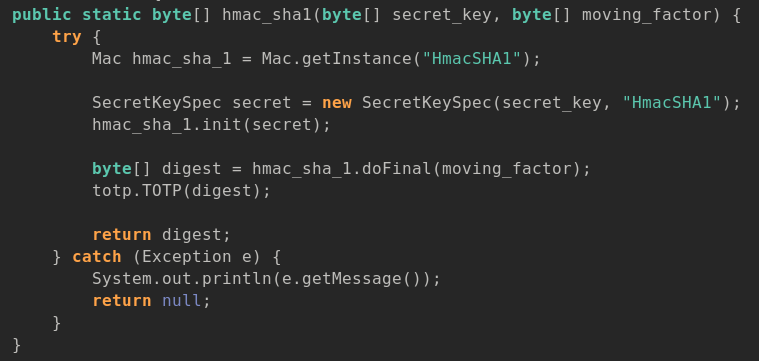 public static byte[] hmac_sha1(byte[] secret_key, byte[] moving_factor) {
    try {
        Mac hmac_sha_1 = Mac.getInstance("HmacSHA1");

        SecretKeySpec secret = new SecretKeySpec(secret_key, "HmacSHA1");
        hmac_sha_1.init(secret);

        byte[] digest = hmac_sha_1.doFinal(moving_factor);
        totp.TOTP(digest);

        return digest;
    } catch (Exception e) {
        System.out.println(e.getMessage());
        return null;
    }
}